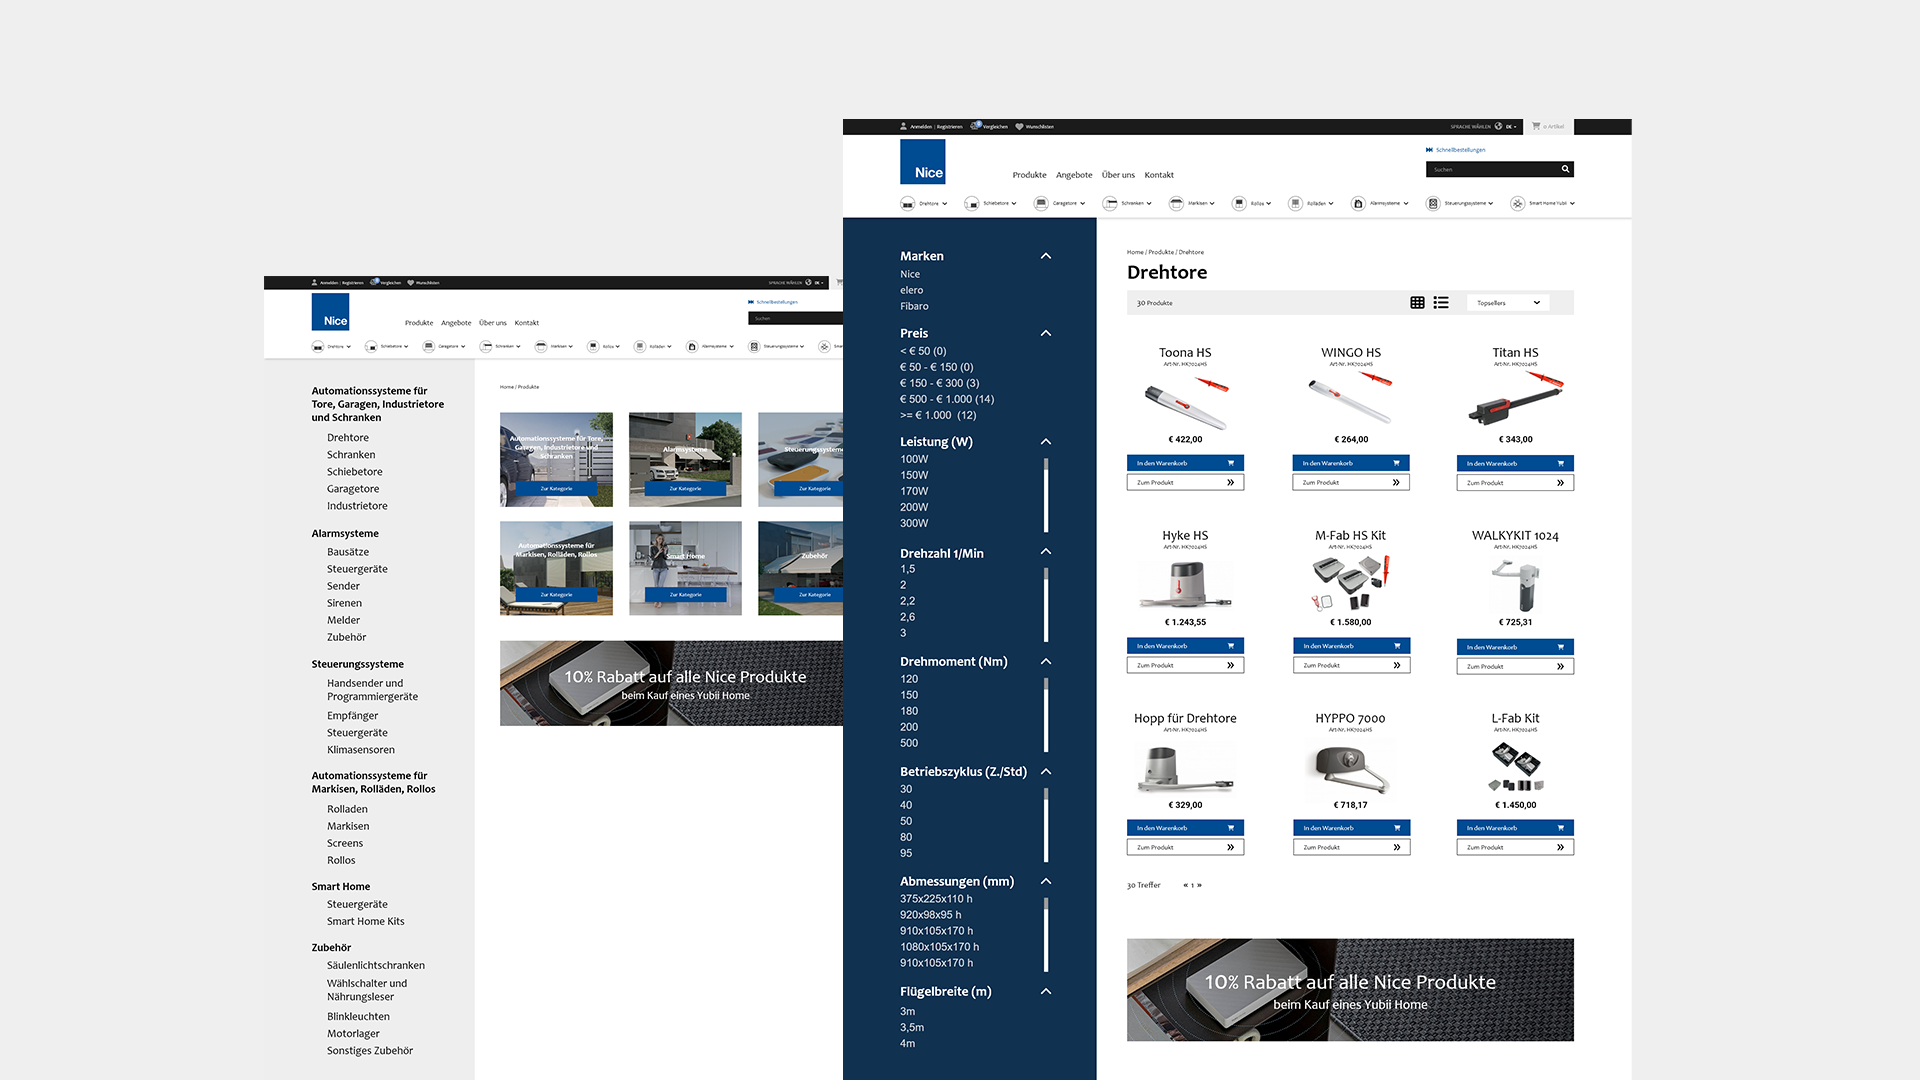 Anmelden | Registrieren
Vergleichen
Wunschlisten
SPRACHE WÄHLEN
DE
Nice
Produkte
Angebote
Über uns
Kontakt
Schnellbestellungen
Suchen
Drehtore
Schiebetore
Garagetore
Schranken
Markisen
Rollos
Rolläden
Alarmsysteme
Steuerungssysteme
Automationssysteme für
Tore, Garagen, Industrietore
und Schranken
Drehtore
Schranken
Schiebetore
Garagetore
Industrietore
Alarmsysteme
Bausätze
Steuergeräte
Sender
Sirenen
Melder
Zubehör
Steuerungssysteme
Handsender und
Programmiergeräte
Empfänger
Steuergeräte
Klimasensoren
Automationssysteme für
Markisen, Rolläden, Rollos
Rolladen
Markisen
Screens
Rollos
Smart Home
Steuergeräte
Smart Home Kits
Zubehör
Säulenlichtschranken
Wählschalter und
Nährungsleser
Blinkleuchten
Motorlager
Sonstiges Zubehör
Home / Produkte
Automationssysteme für Tore,
Garagen, Industrietore und
Schranken
Zur Kategorie
Alarmsysteme
Zur Kategorie
Zur Kategorie
Automationssysteme für
Markisen, Rolläden, Rollos
Zur Kategorie
Smart Home
Zur Kategorie
Zubehör
Zur Kategorie
10% Rabatt auf alle Nice Produkte
beim Kauf eines Yubii Home
Anmelden | Registrieren
Vergleichen
Wunschlisten
SPRACHE WÄHLEN
DE
0 Artikel
Nice
Produkte
Angebote
Über uns
Kontakt
Schnellbestellungen
Suchen
Drehtore
Schiebetore
Garagetore
Schranken
Markisen
Rollos
Rolläden
Alarmsysteme
Steuerungssysteme
Smart Home Yubii
Marken
Nice
elero
Fibaro
Preis
< € 50 (0)
€ 50 - € 150 (0)
€ 150 - € 300 (3)
€ 500 - € 1.000 (14)
>= € 1.000 (12)
Leistung (W)
100W
150W
170W
200W
300W
Drehzahl 1/Min
1,5
2
2,2
2,6
3
Drehmoment (Nm)
120
150
180
200
500
Betriebszyklus (Z./Std)
30
40
50
80
95
Abmessungen (mm)
375x225x110 h
920x98x95 h
910x105x170 h
1080x105x170 h
910x105x170 h
Flügelbreite (m)
3m
3,5m
4m
Home / Produkte / Drehtore
Drehtore
30 Produkte
Topsellers
Toona HS
Art-Nr. HK7024HS
€ 422,00
In den Warenkorb
Zum Produkt
WINGO HS
Art-Nr. HK7024HS
€ 264,00
In den Warenkorb
Zum Produkt
Titan HS
Art-Nr. HK7024HS
€ 343,00
In den Warenkorb
Zum Produkt
Hyke HS
Art-Nr. HK7024HS
€ 1.243,55
In den Warenkorb
Zum Produkt
M-Fab HS Kit
Art-Nr. HK7024HS
€ 1.580,00
In den Warenkorb
Zum Produkt
WALKYKIT 1024
Art-Nr. HK7024HS
€ 725,31
In den Warenkorb
Zum Produkt
Hopp für Drehtore
Art-Nr. HK7024HS
€ 329,00
In den Warenkorb
Zum Produkt
HYPPO 7000
Art-Nr. HK7024HS
€ 718,17
In den Warenkorb
Zum Produkt
L-Fab Kit
Art-Nr. HK7024HS
€ 1.450,00
In den Warenkorb
Zum Produkt
30 Treffer
« 1 »
10% Rabatt auf alle Nice Produkte
beim Kauf eines Yubii Home